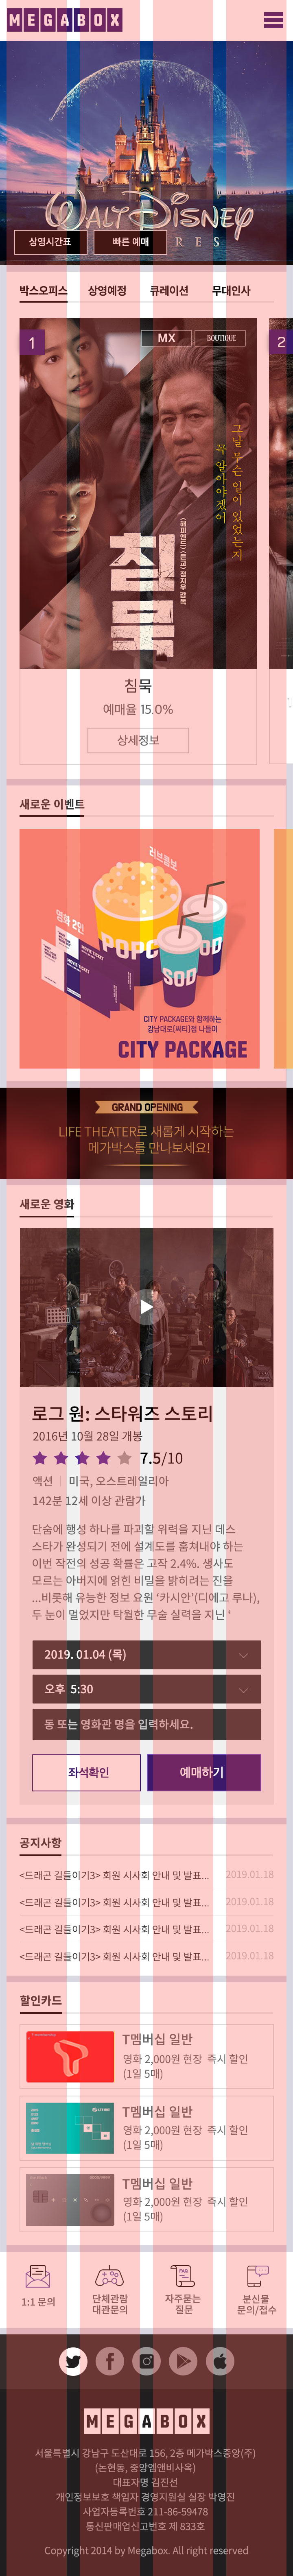 MEGABOX
WALT DISNEY
R E S
상영시간표
빠른 예매
박스오피스
상영예정
큐레이션
무대인사
1
MX
BOUTIQUE
2
그날 무슨 일이 있었는지
꼭 알아야겠어
침묵
침묵
예매율 15.0%
상세정보
새로운 이벤트
러브콤보
영화 2인
POPC
SOD
SOD
MOVIE TICKET
CITY PACKAGE와 함께하는
강남대로(씨티)점 나들이
CITY PACKAGE
GRAND OPENING
LIFE THEATER로 새롭게 시작하는
메가박스를 만나보세요!
새로운 영화
로그 원: 스타워즈 스토리
2016년 10월 28일 개봉
7.5/10
액션 | 미국, 오스트레일리아
142분 12세 이상 관람가
단숨에 행성 하나를 파괴할 위력을 지닌 데스
스타가 완성되기 전에 설계도를 훔쳐내야 하는
이번 작전의 성공 확률은 고작 2.4%. 생사도
모르는 아버지에 얽힌 비밀을 밝히려는 진을
...비롯해 유능한 정보 요원 ‘카시안’(디에고 루나),
두 눈이 멀었지만 탁월한 무술 실력을 지닌 ‘
2019. 01.04 (목)
오후 5:30
동 또는 영화관 명을 입력하세요.
좌석확인
예매하기
공지사항
<드래곤 길들이기3> 회원 시사회 안내 및 발표... 2019.01.18
<드래곤 길들이기3> 회원 시사회 안내 및 발표... 2019.01.18
<드래곤 길들이기3> 회원 시사회 안내 및 발표... 2019.01.18
<드래곤 길들이기3> 회원 시사회 안내 및 발표... 2019.01.18
할인카드
T멤버십 일반
영화 2,000원 현장 즉시 할인
(1일 5매)
T멤버십 일반
영화 2,000원 현장 즉시 할인
(1일 5매)
T멤버십 일반
영화 2,000원 현장 즉시 할인
(1일 5매)
1:1 문의
단체관람
대관문의
FAQ
자주묻는
질문
분신물
문의/접수
MEGABOX
서울특별시 강남구 도산대로 156, 2층 메가박스중앙(주)
(논현동, 중앙엠앤비사옥)
대표자명 김진선
개인정보보호 책임자 경영지원실 실장 박영진
사업자등록번호 211-86-59478
통신판매업신고번호 제 833호
Copyright 2014 by Megabox. All right reserved